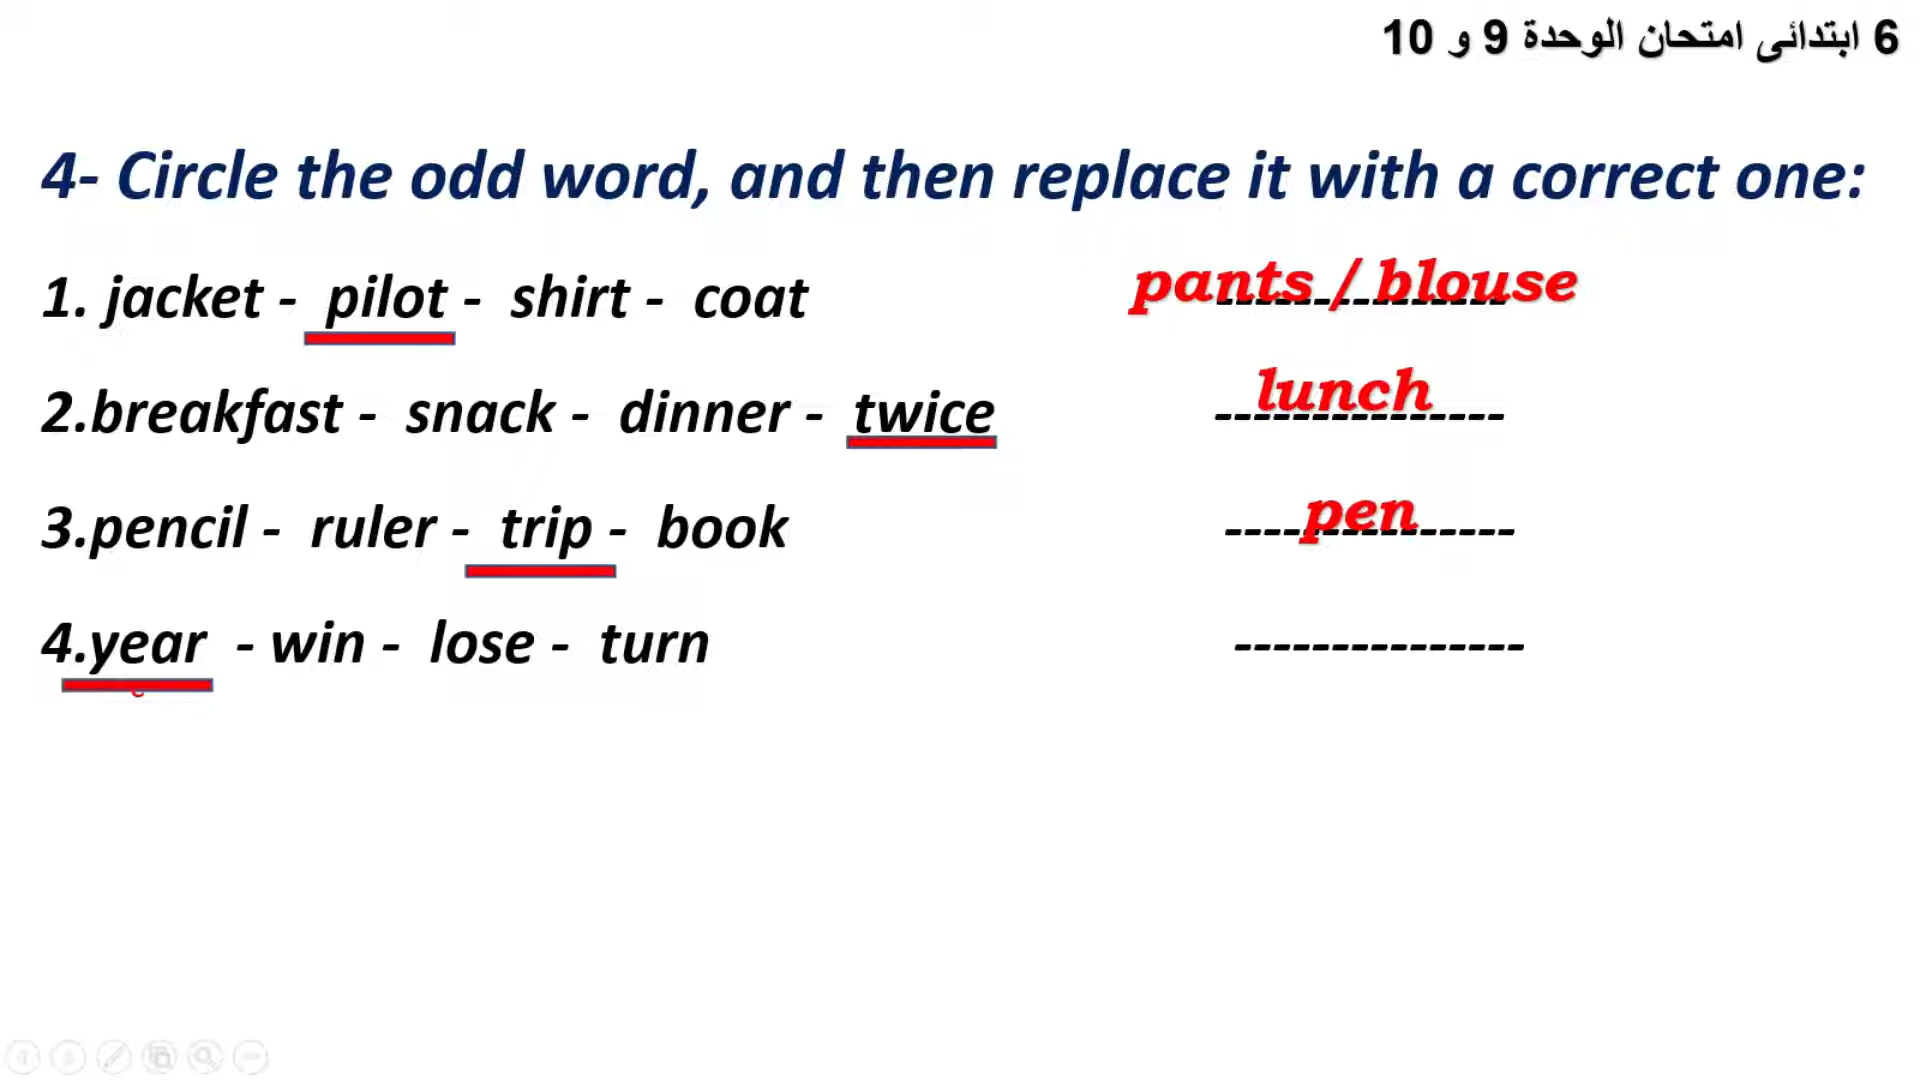 6 ابتدائى امتحان الوحدة 9 و 10
4- Circle the odd word, and then replace it with a correct one:
1. jacket - pilot - shirt - coat --------------- pants / blouse
2.breakfast - snack - dinner - twice --------------- lunch
3.pencil - ruler - trip - book --------------- pen
4.year - win - lose - turn ---------------